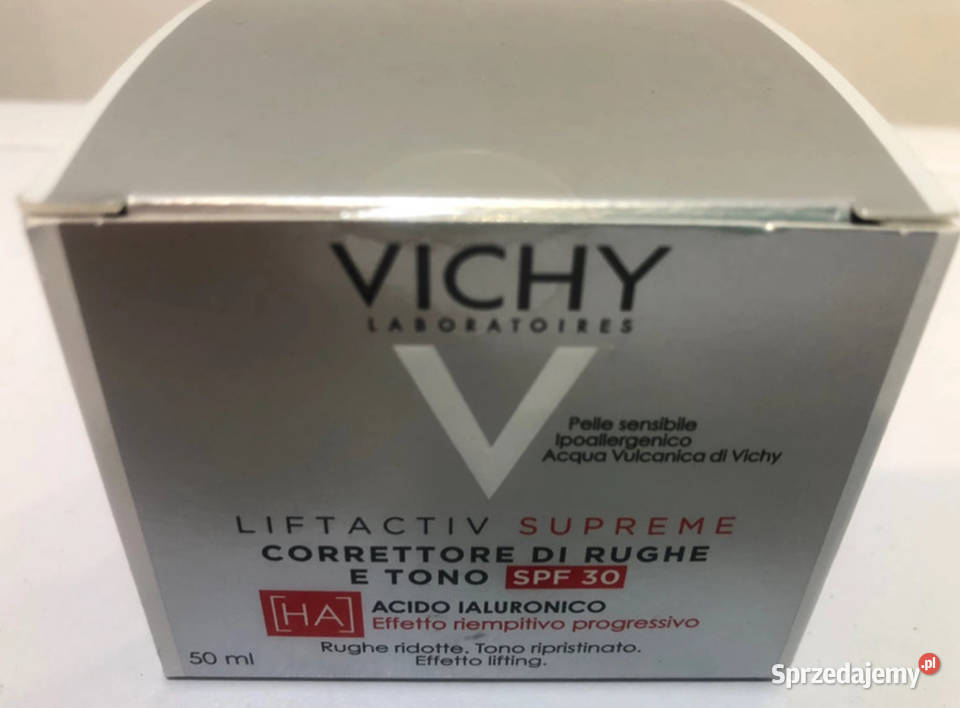 VICHY
LABORATOIRES
Pelle sensibile
Ipoallergenico
Acqua Vulcanica di Vichy
LIFTACTIV SUPREME
CORRETTORE DI RUGHE
E TONO SPF 30
[HA] ACIDO IALURONICO
Effetto riempitivo progressivo
Rughe ridotte. Tono ripristinato.
Effetto lifting.
50 ml
Sprzedajemy.pl